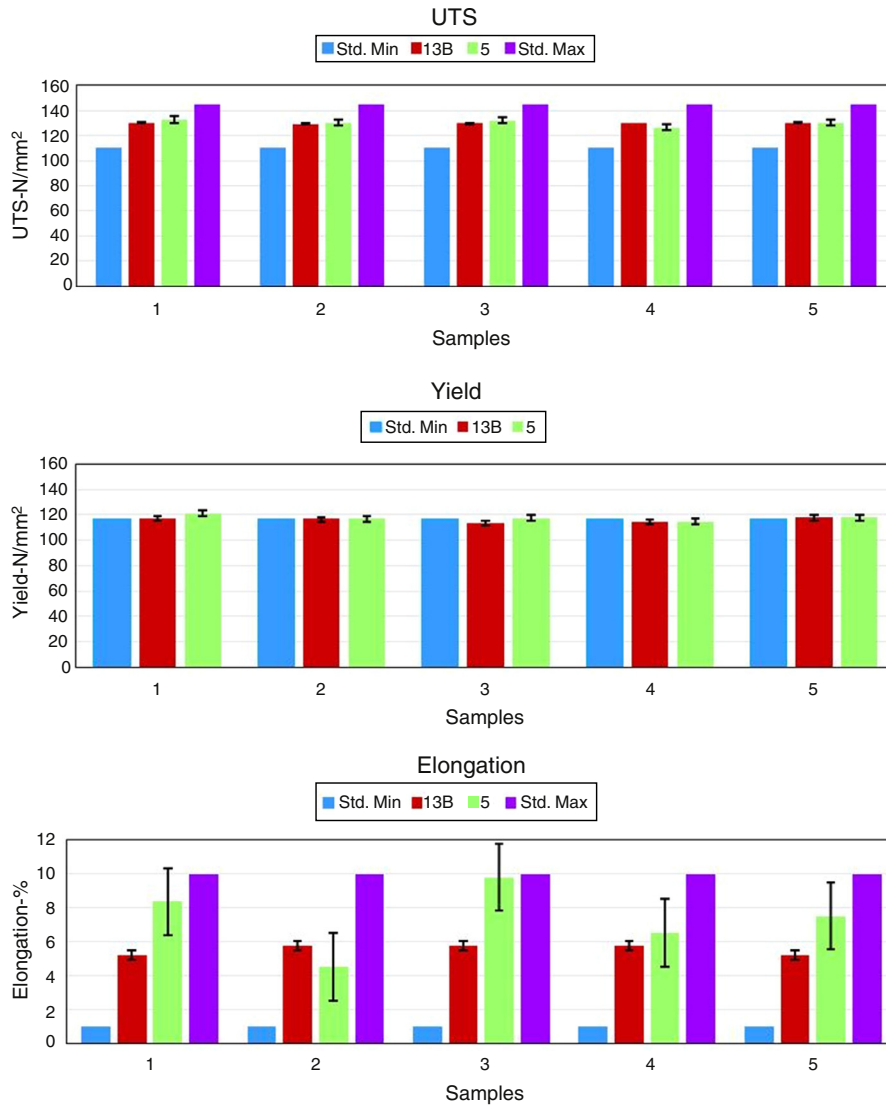 UTS
Std. Min 13B 5 Std. Max
UTS-N/mm²
160
140
120
100
80
60
40
20
0
1 2 3 4 5
Samples
Yield
Std. Min 13B 5
Yield-N/mm²
160
140
120
100
80
60
40
20
0
1 2 3 4 5
Samples
Elongation
Std. Min 13B 5 Std. Max
Elongation-%
12
10
8
6
4
2
0
1 2 3 4 5
Samples